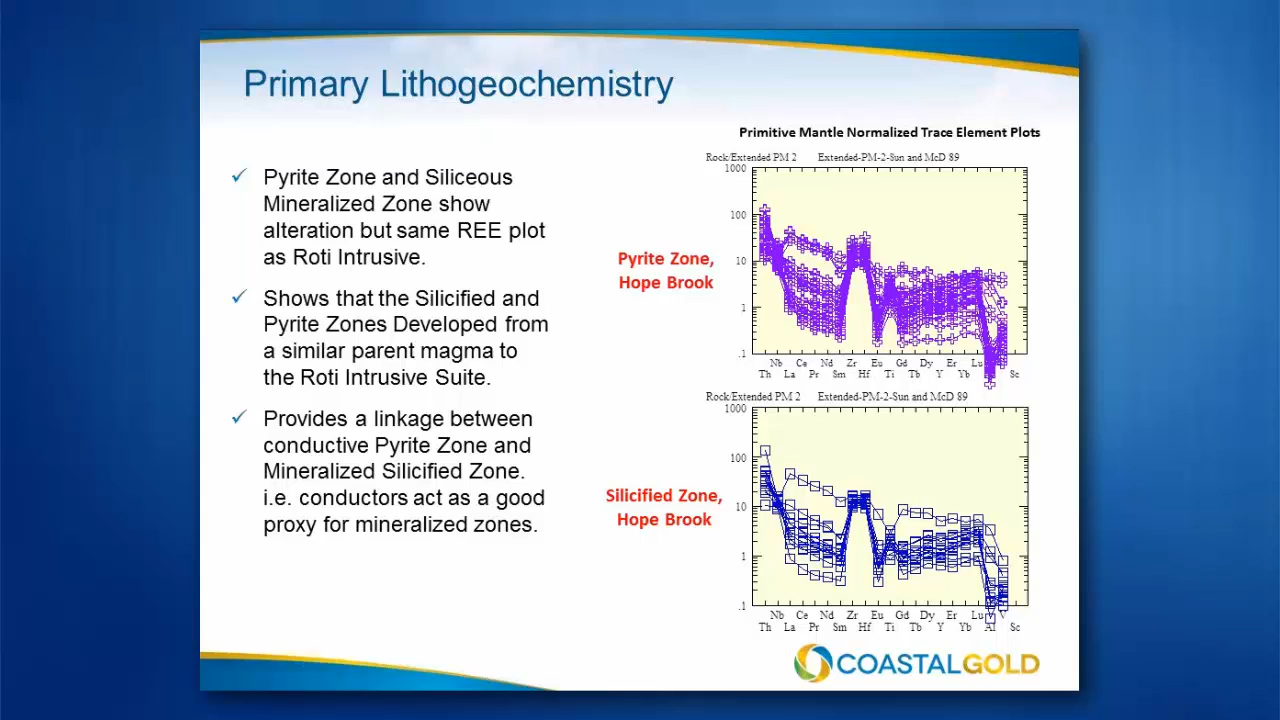 Primary Lithogeochemistry
Pyrite Zone and Siliceous
Mineralized Zone show
alteration but same REE plot
as Roti Intrusive.
Shows that the Silicified and
Pyrite Zones Developed from
a similar parent magma to
the Roti Intrusive Suite.
Provides a linkage between
conductive Pyrite Zone and
Mineralized Silicified Zone.
i.e. conductors act as a good
proxy for mineralized zones.
Primitive Mantle Normalized Trace Element Plots
Rock/Extended PM 2 Extended-PM-2-Sun and McD 89
1000
100
10
1
.1
Pyrite Zone,
Hope Brook
Nb Ce Nd Zr Eu Gd Dy Er Lu
Th La Pr Sm Hf Ti Tb Y Yb Sc
Rock/Extended PM 2 Extended-PM-2-Sun and McD 89
1000
100
10
1
.1
Silicified Zone,
Hope Brook
Nb Ce Nd Zr Eu Gd Dy Er Lu V
Th La Pr Sm Hf Ti Tb Y Yb Al Sc
COASTALGOLD